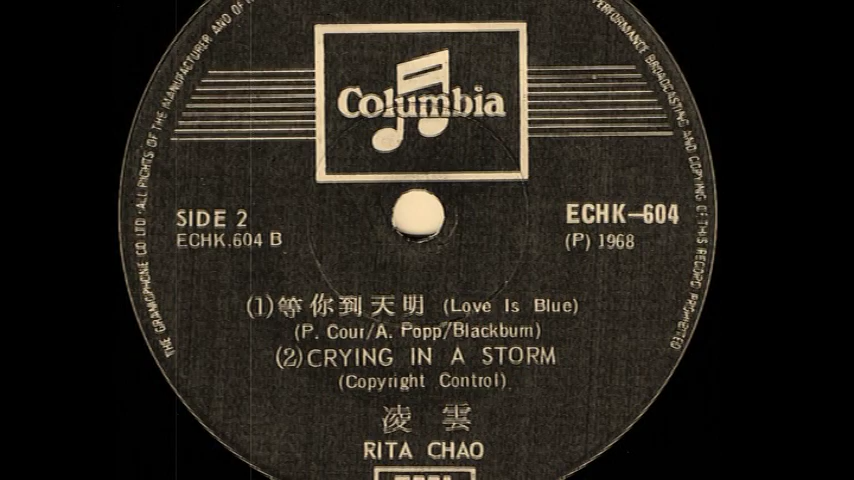 THE GRAMOPHONE CO LTD · ALL RIGHTS OF THE MANUFACTURER AND OF
PERFORMANCE BROADCASTING AND COPYING OF THIS RECORD PROHIBITED
Columbia
SIDE 2
ECHK.604 B
ECHK—604
(P) 1968
(1)等你到天明 (Love Is Blue)
(P. Cour/A. Popp/Blackburn)
(2)CRYING IN A STORM
(Copyright Control)
凌雲
RITA CHAO